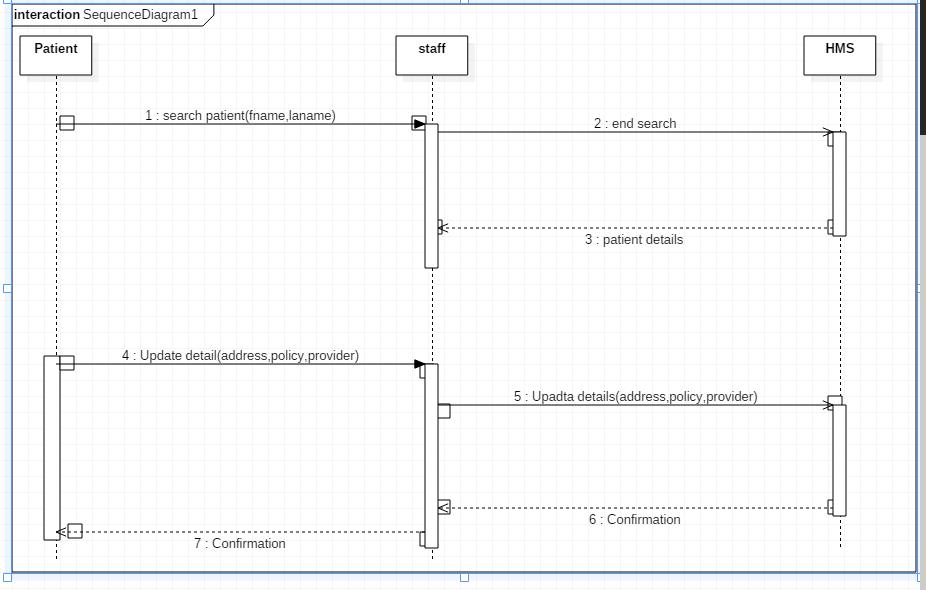 interaction SequenceDiagram1
Patient
staff
HMS
1 : search patient(fname,laname)
2 : end search
3 : patient details
4 : Update detail(address,policy,provider)
5 : Upadta details(address,policy,provider)
6 : Confirmation
7 : Confirmation